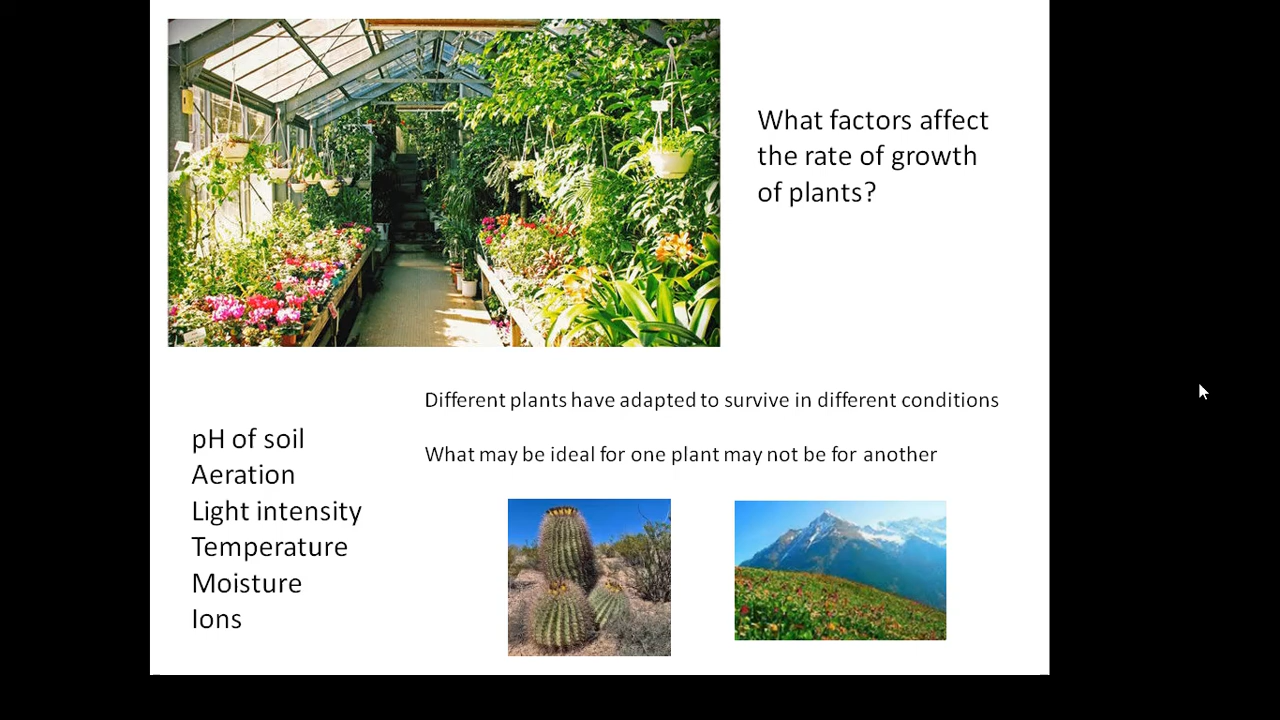 What factors affect
the rate of growth
of plants?
Different plants have adapted to survive in different conditions
What may be ideal for one plant may not be for another
pH of soil
Aeration
Light intensity
Temperature
Moisture
Ions